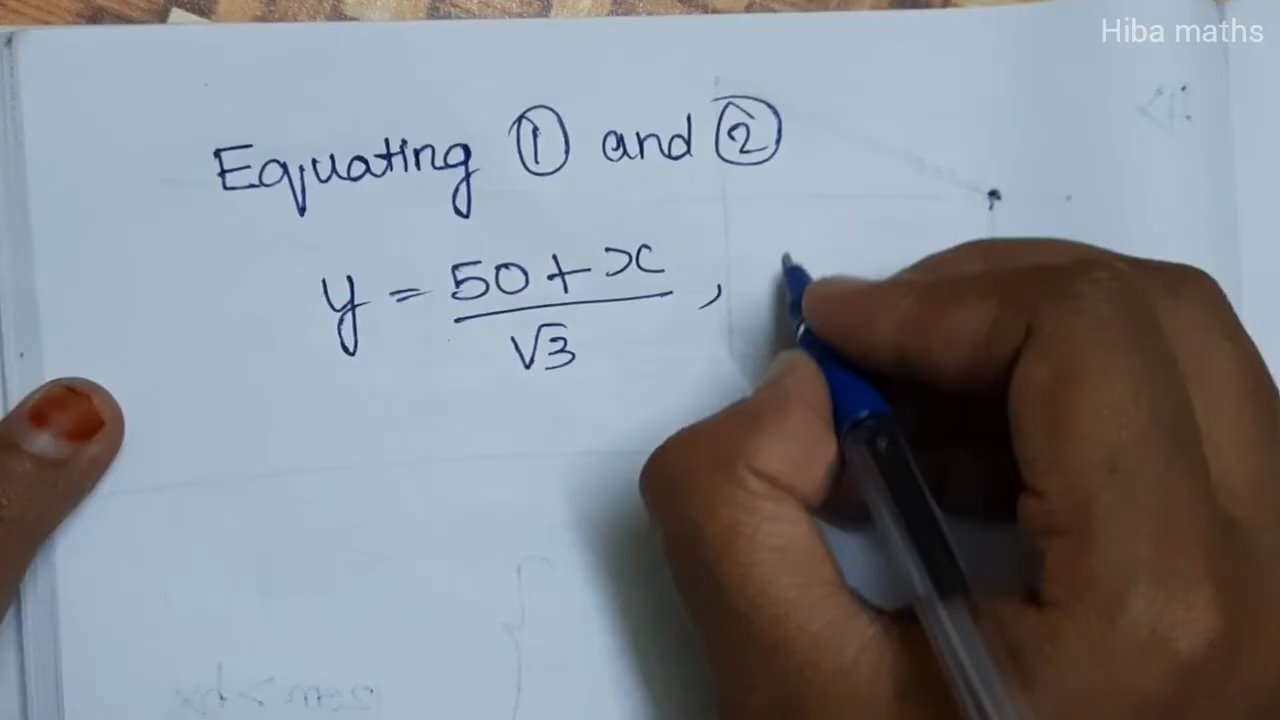 Hiba maths
Equating ① and ②
y = 50 + x / √3 ,